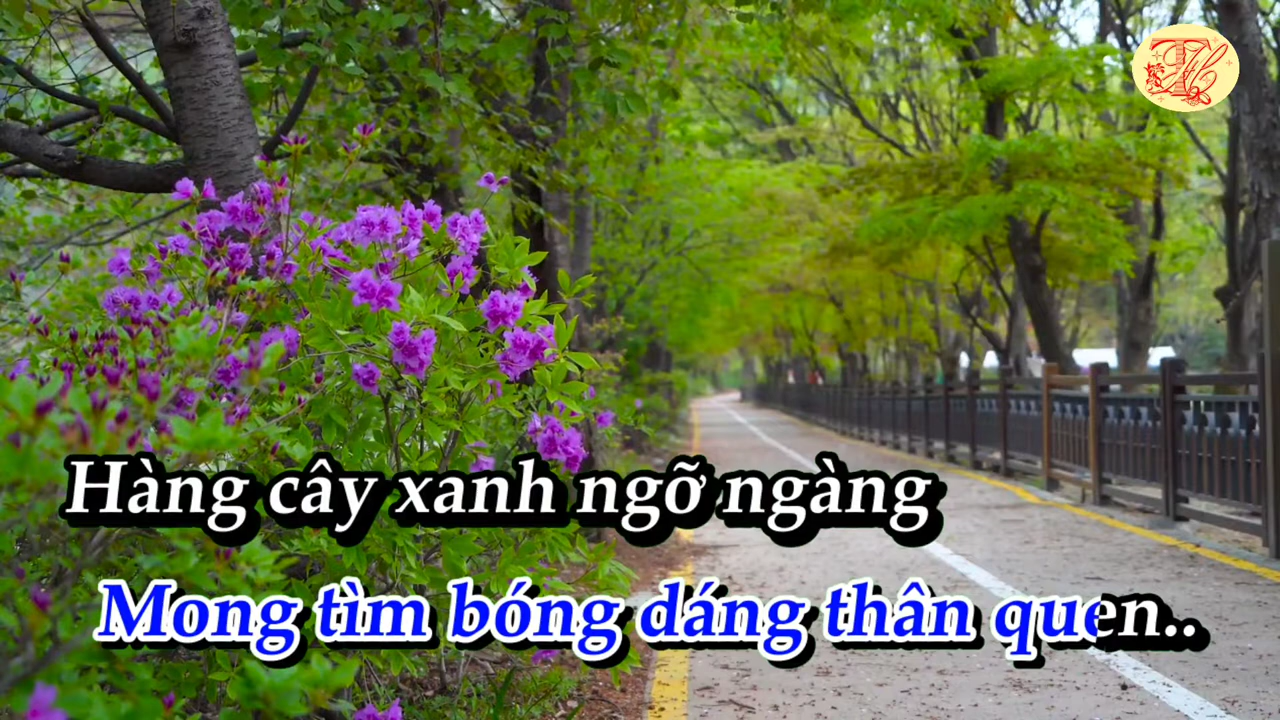 Hàng cây xanh ngỡ ngàng
Mong tìm bóng dáng thân quen..